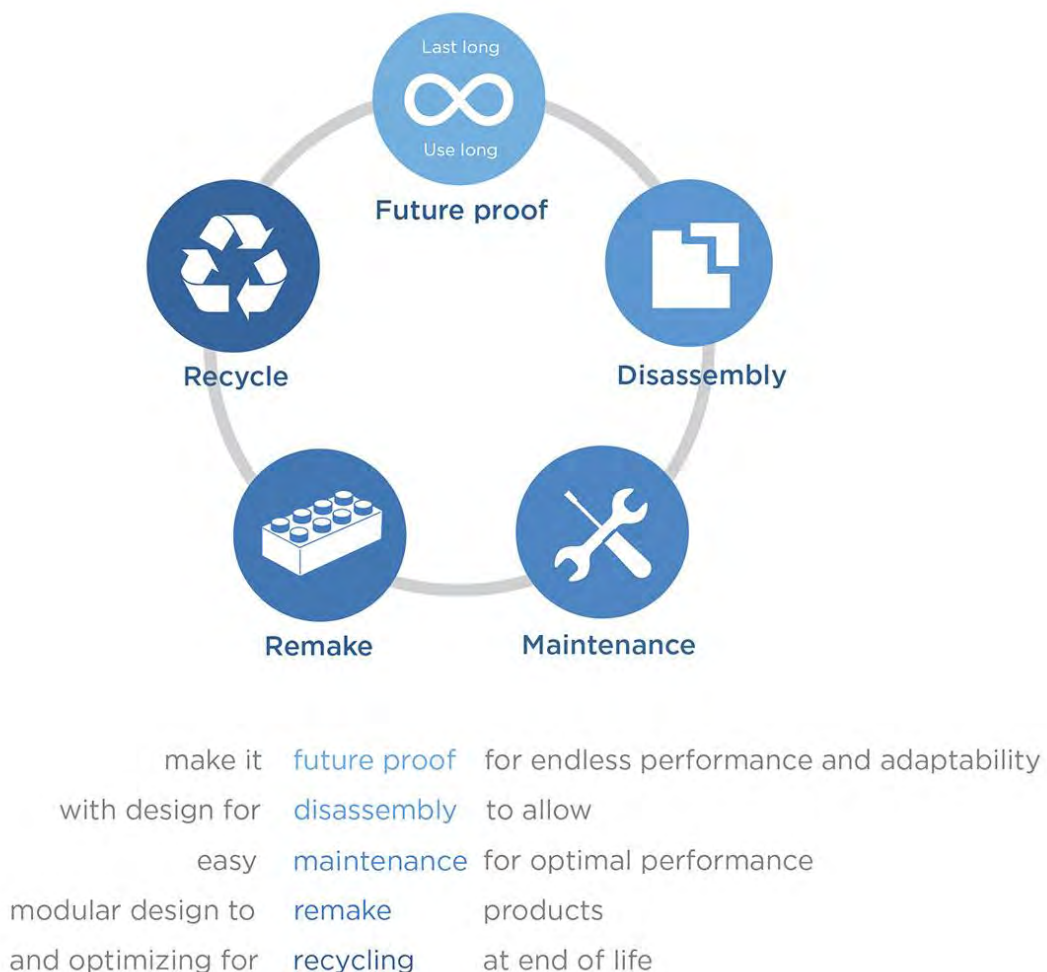 Last long
Use long
Future proof
Recycle
Disassembly
Remake
Maintenance
make it future proof for endless performance and adaptability
with design for disassembly to allow
easy maintenance for optimal performance
modular design to remake products
and optimizing for recycling at end of life